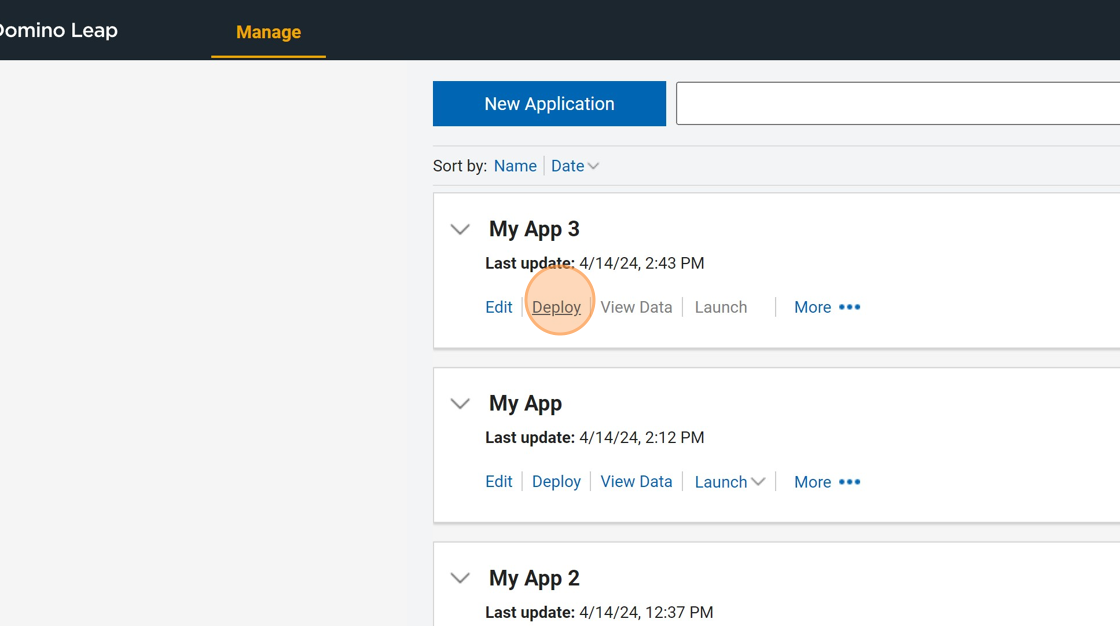 Domino Leap
Manage
New Application
Sort by: Name Date
My App 3
Last update: 4/14/24, 2:43 PM
Edit Deploy View Data Launch More
My App
Last update: 4/14/24, 2:12 PM
Edit Deploy View Data Launch More
My App 2
Last update: 4/14/24, 12:37 PM